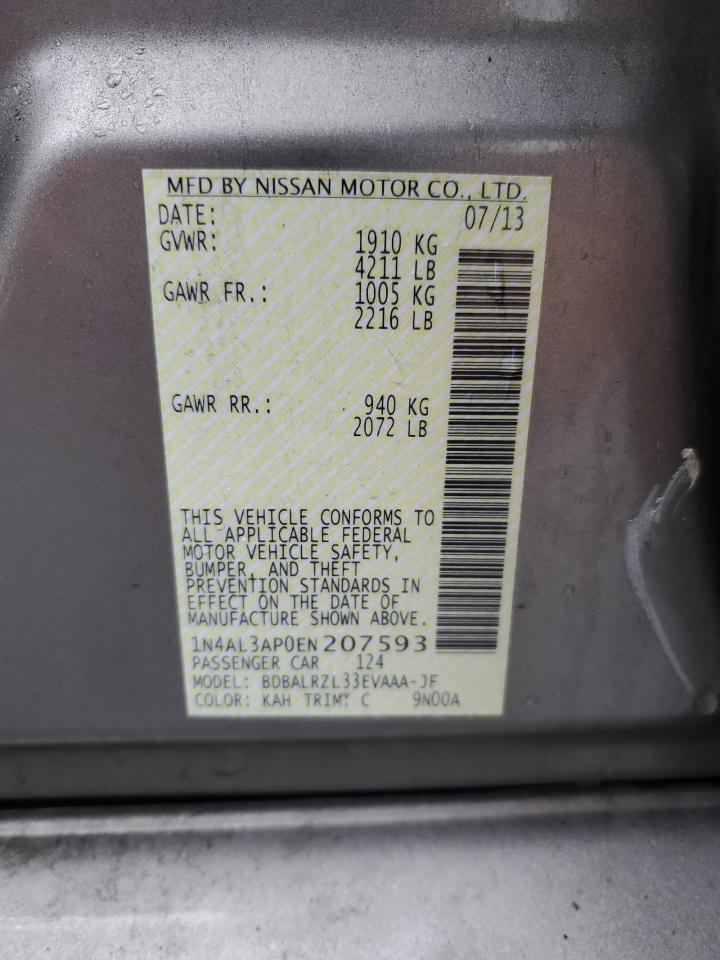 MFD BY NISSAN MOTOR CO., LTD.
DATE: 07/13
GVWR: 1910 KG
4211 LB
GAWR FR.: 1005 KG
2216 LB
GAWR RR.: 940 KG
2072 LB
THIS VEHICLE CONFORMS TO
ALL APPLICABLE FEDERAL
MOTOR VEHICLE SAFETY,
BUMPER, AND THEFT
PREVENTION STANDARDS IN
EFFECT ON THE DATE OF
MANUFACTURE SHOWN ABOVE.
1N4AL3AP0EN207593
PASSENGER CAR 124
MODEL: BDBALRZL33EVAAA-JF
COLOR: KAH TRIM: C 9N00A